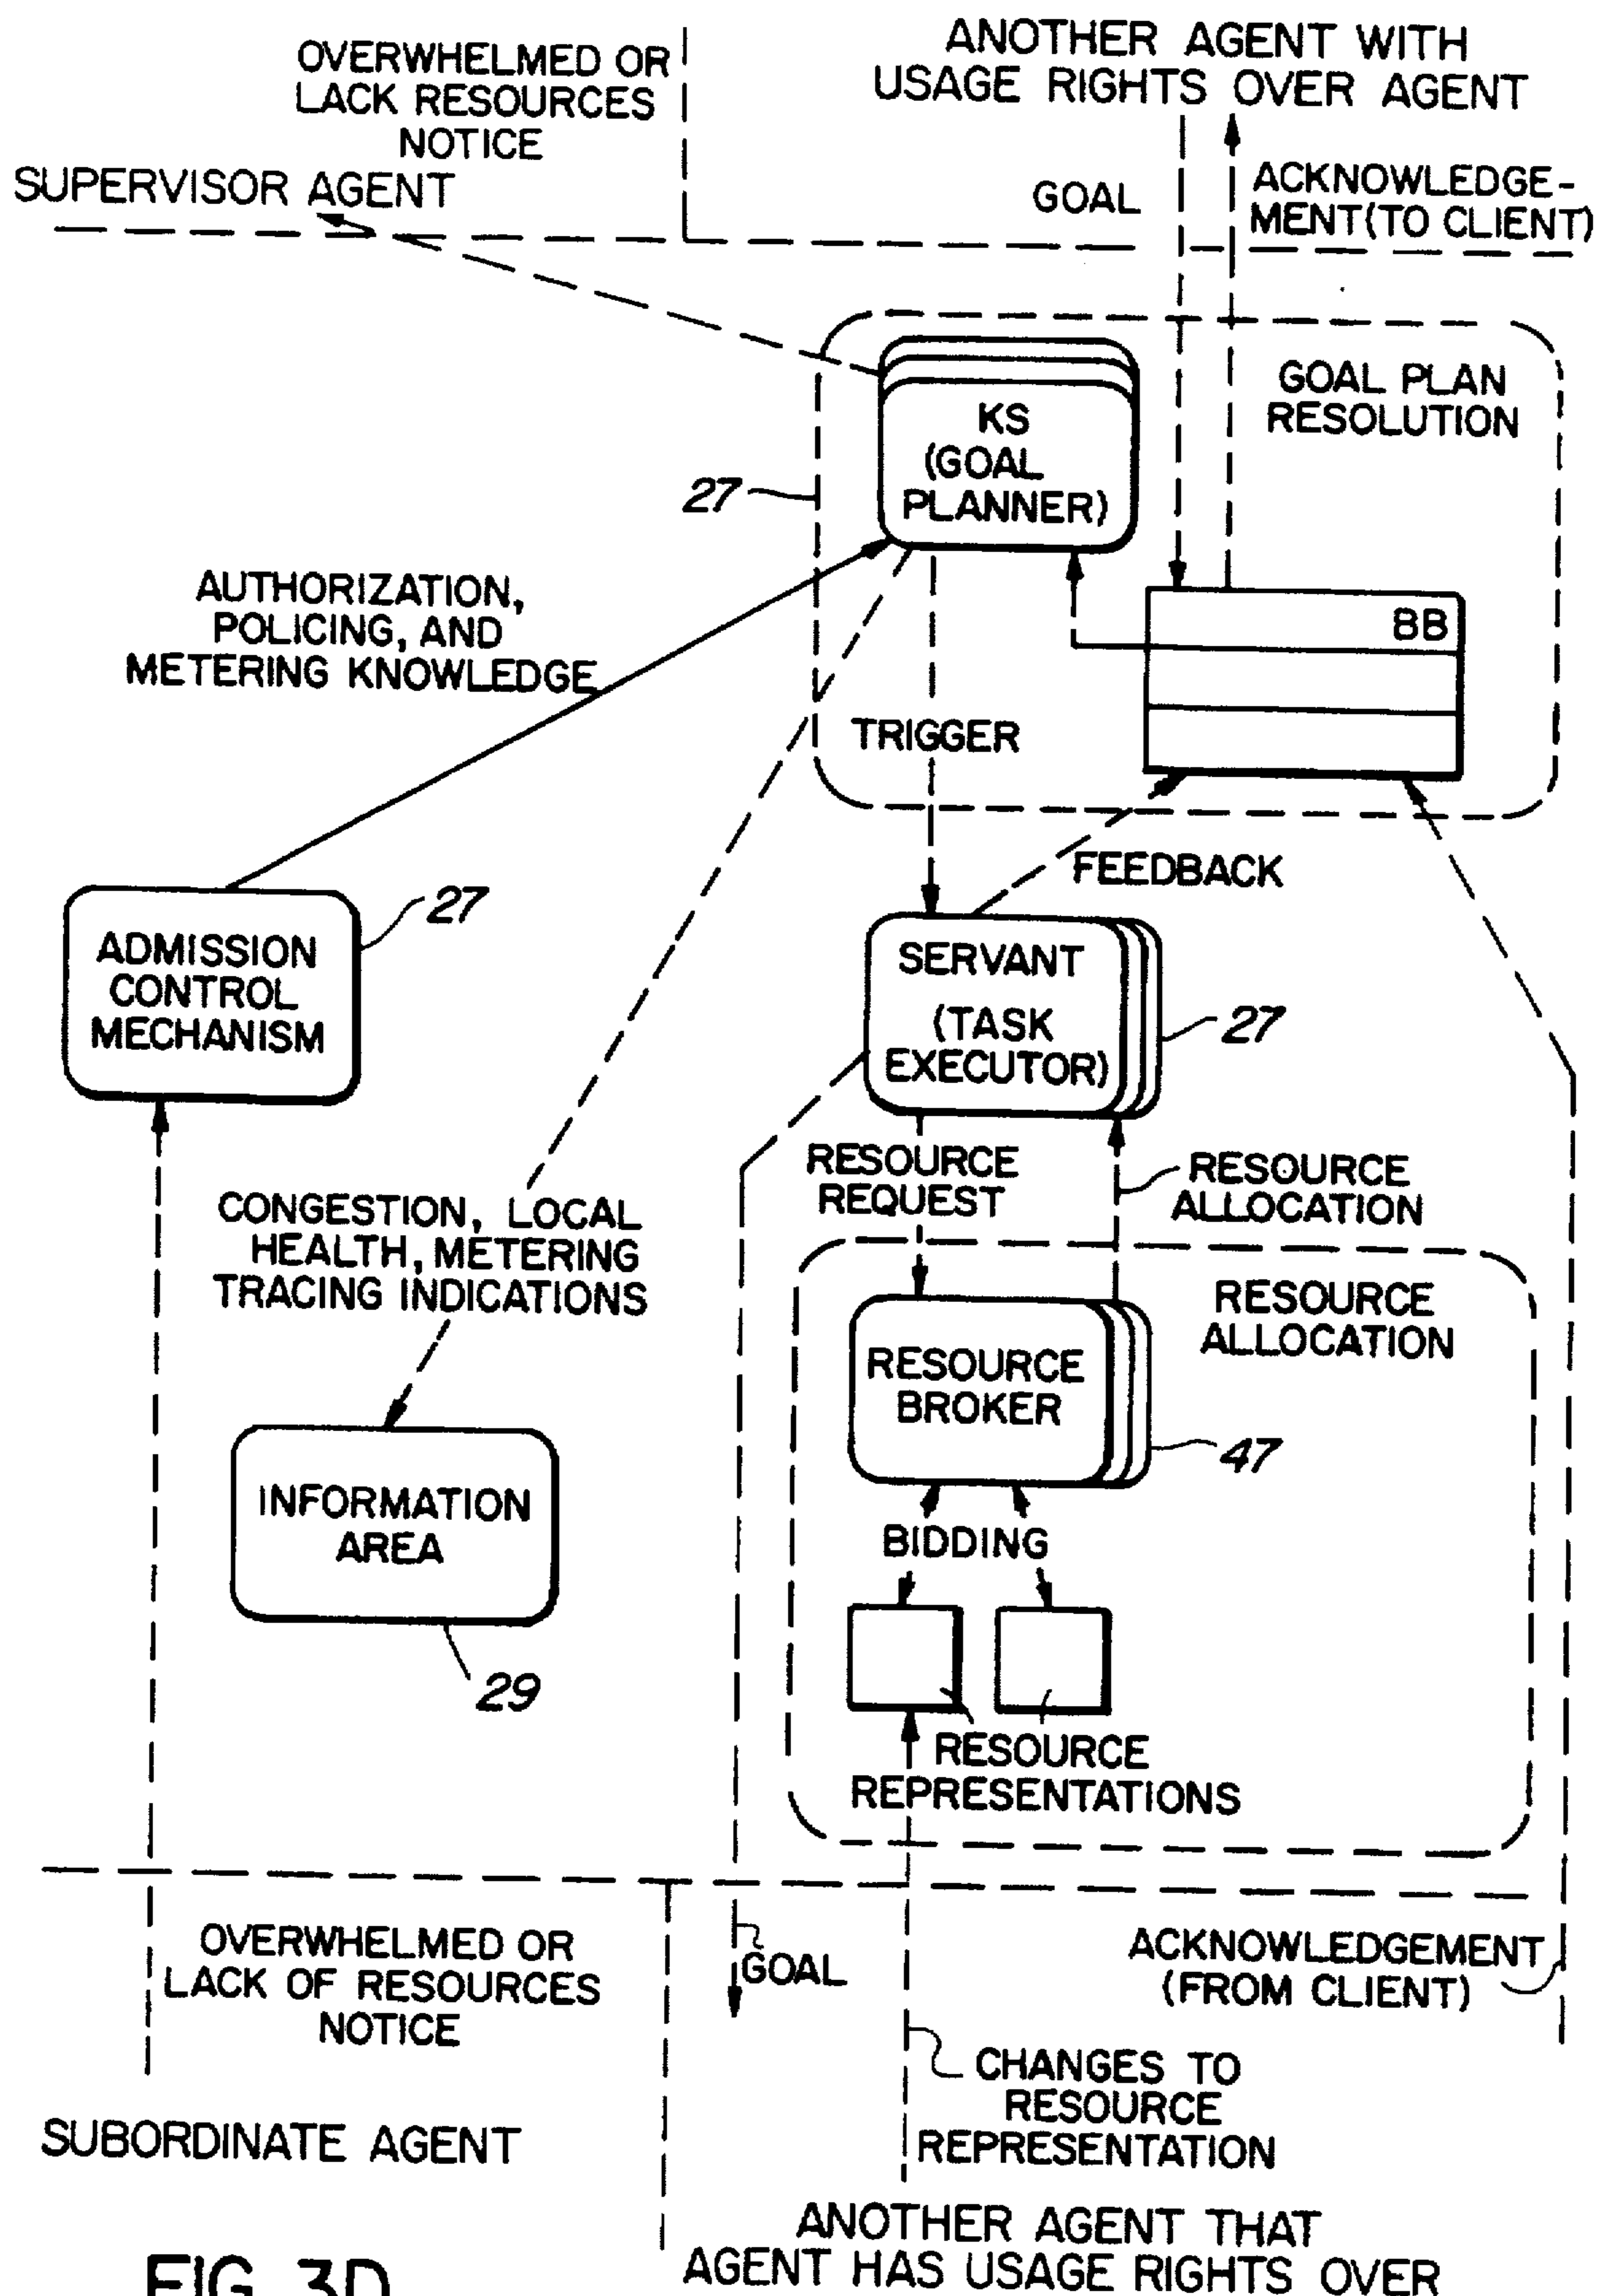 OVERWHELMED OR
LACK RESOURCES
NOTICE
SUPERVISOR AGENT
ANOTHER AGENT WITH
USAGE RIGHTS OVER AGENT
GOAL
ACKNOWLEDGE-
MENT(TO CLIENT)
KS
(GOAL
PLANNER)
GOAL PLAN
RESOLUTION
27
BB
AUTHORIZATION,
POLICING, AND
METERING KNOWLEDGE
TRIGGER
FEEDBACK
ADMISSION
CONTROL
MECHANISM
27
SERVANT
(TASK
EXECUTOR)
27
RESOURCE
REQUEST
RESOURCE
ALLOCATION
CONGESTION, LOCAL
HEALTH, METERING
TRACING INDICATIONS
RESOURCE
ALLOCATION
RESOURCE
BROKER
47
INFORMATION
AREA
29
BIDDING
RESOURCE
REPRESENTATIONS
OVERWHELMED OR
LACK OF RESOURCES
NOTICE
GOAL
ACKNOWLEDGEMENT
(FROM CLIENT)
CHANGES TO
RESOURCE
REPRESENTATION
SUBORDINATE AGENT
ANOTHER AGENT THAT
AGENT HAS USAGE RIGHTS OVER
FIG. 3D